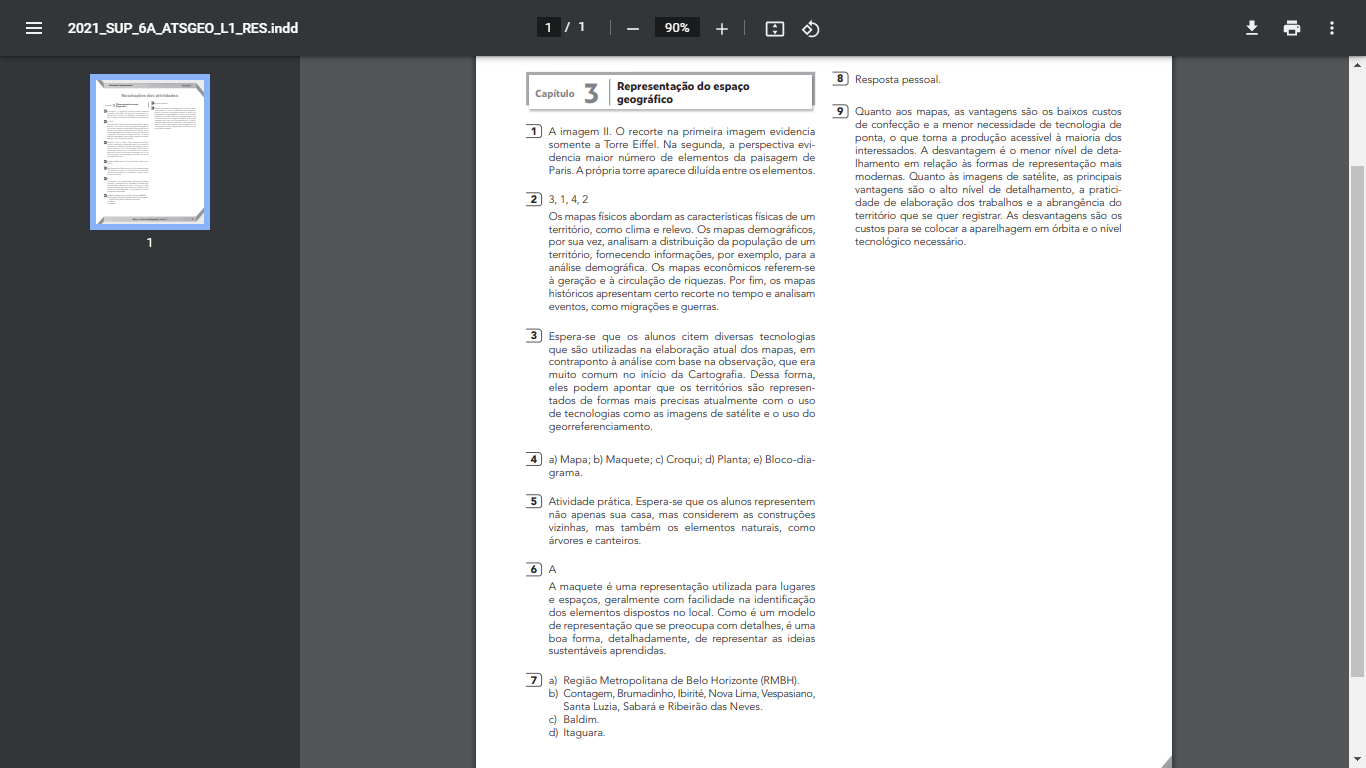 2021_SUP_6A_ATSGEO_L1_RES.indd
1 / 1
90%
1
Capítulo 3
Representação do espaço
geográfico
1 A imagem II. O recorte na primeira imagem evidencia
somente a Torre Eiffel. Na segunda, a perspectiva evi-
dencia maior número de elementos da paisagem de
Paris. A própria torre aparece diluída entre os elementos.
2 3, 1, 4, 2
Os mapas físicos abordam as características físicas de um
território, como clima e relevo. Os mapas demográficos,
por sua vez, analisam a distribuição da população de um
território, fornecendo informações, por exemplo, para a
análise demográfica. Os mapas econômicos referem-se
à geração e à circulação de riquezas. Por fim, os mapas
históricos apresentam certo recorte no tempo e analisam
eventos, como migrações e guerras.
3 Espera-se que os alunos citem diversas tecnologias
que são utilizadas na elaboração atual dos mapas, em
contraponto à análise com base na observação, que era
muito comum no início da Cartografia. Dessa forma,
eles podem apontar que os territórios são represen-
tados de formas mais precisas atualmente com o uso
de tecnologias como as imagens de satélite e o uso do
georreferenciamento.
4 a) Mapa; b) Maquete; c) Croqui; d) Planta; e) Bloco-dia-
grama.
5 Atividade prática. Espera-se que os alunos representem
não apenas sua casa, mas considerem as construções
vizinhas, mas também os elementos naturais, como
árvores e canteiros.
6 A
A maquete é uma representação utilizada para lugares
e espaços, geralmente com facilidade na identificação
dos elementos dispostos no local. Como é um modelo
de representação que se preocupa com detalhes, é uma
boa forma, detalhadamente, de representar as ideias
sustentáveis aprendidas.
7 a) Região Metropolitana de Belo Horizonte (RMBH).
b) Contagem, Brumadinho, Ibirité, Nova Lima, Vespasiano,
Santa Luzia, Sabará e Ribeirão das Neves.
c) Baldim.
d) Itaguara.
8 Resposta pessoal.
9 Quanto aos mapas, as vantagens são os baixos custos
de confecção e a menor necessidade de tecnologia de
ponta, o que torna a produção acessível à maioria dos
interessados. A desvantagem é o menor nível de deta-
lhamento em relação às formas de representação mais
modernas. Quanto às imagens de satélite, as principais
vantagens são o alto nível de detalhamento, a pratici-
dade de elaboração dos trabalhos e a abrangência do
território que se quer registrar. As desvantagens são os
custos para se colocar a aparelhagem em órbita e o nível
tecnológico necessário.